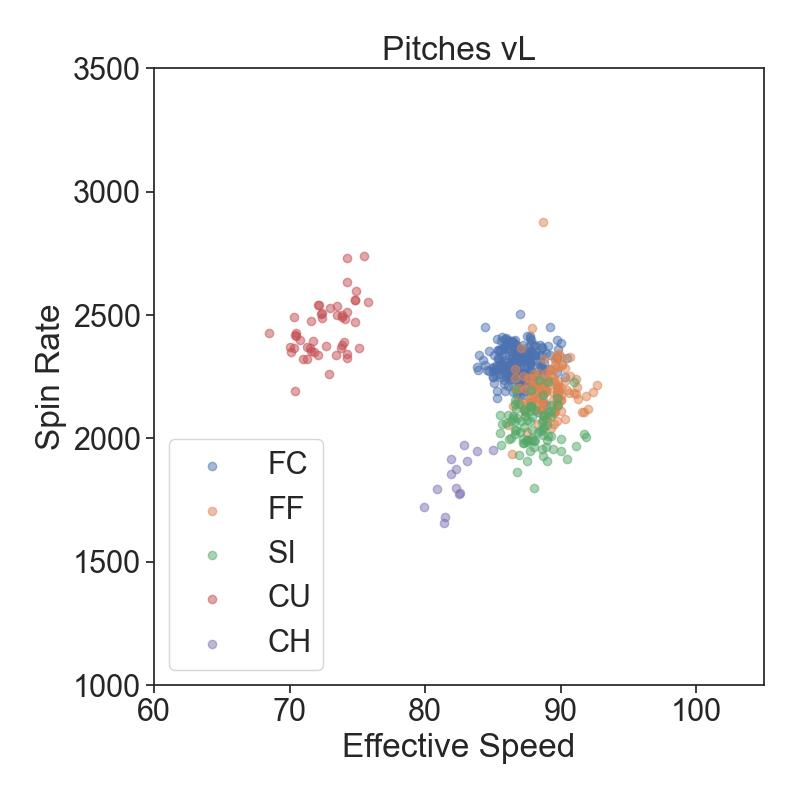 Pitches vL
3500
3000
2500
2000
1500
1000
Spin Rate
FC
FF
SI
CU
CH
60 70 80 90 100
Effective Speed